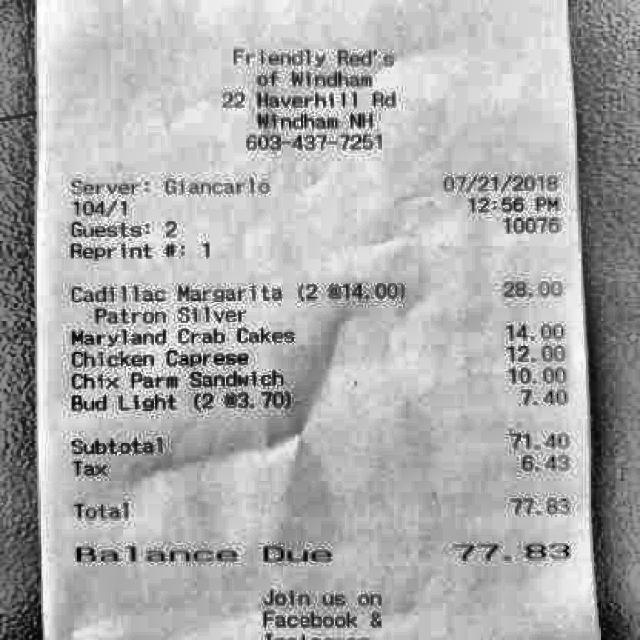 Friendly Red's
of Windham
22 Haverhill Rd
Windham NH
603-437-7251
Server: Giancarlo 07/21/2018
104/1 12:56 PM
Guests: 2 10076
Reprint #: 1
Cadillac Margarita (2 @14.00) 28.00
Patron Silver
Maryland Crab Cakes 14.00
Chicken Caprese 12.00
Chix Parm Sandwich 10.00
Bud Light (2 @3.70) 7.40
Subtotal 71.40
Tax 6.43
Total 77.83
Balance Due 77.83
Join us on
Facebook &